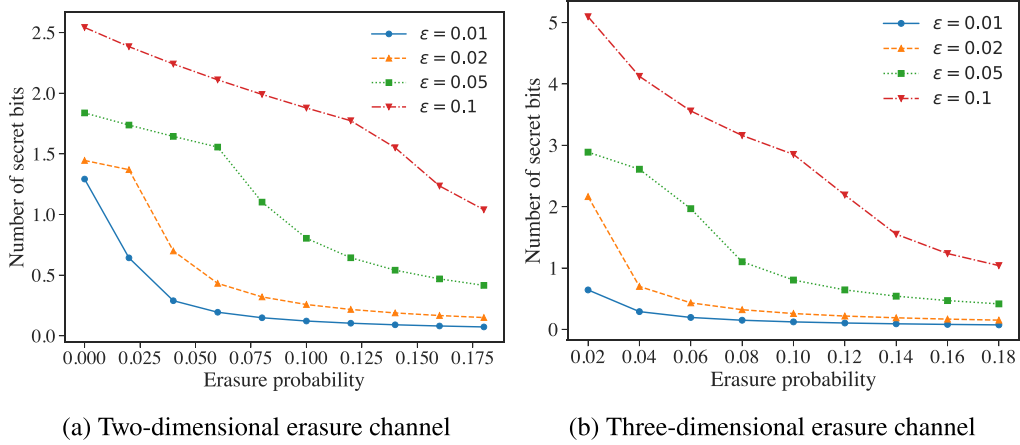 2.5
2.0
1.5
1.0
0.5
0.0
Number of secret bits
ε = 0.01
ε = 0.02
ε = 0.05
ε = 0.1
0.000 0.025 0.050 0.075 0.100 0.125 0.150 0.175
Erasure probability
(a) Two-dimensional erasure channel
5
4
3
2
1
0
Number of secret bits
ε = 0.01
ε = 0.02
ε = 0.05
ε = 0.1
0.02 0.04 0.06 0.08 0.10 0.12 0.14 0.16 0.18
Erasure probability
(b) Three-dimensional erasure channel